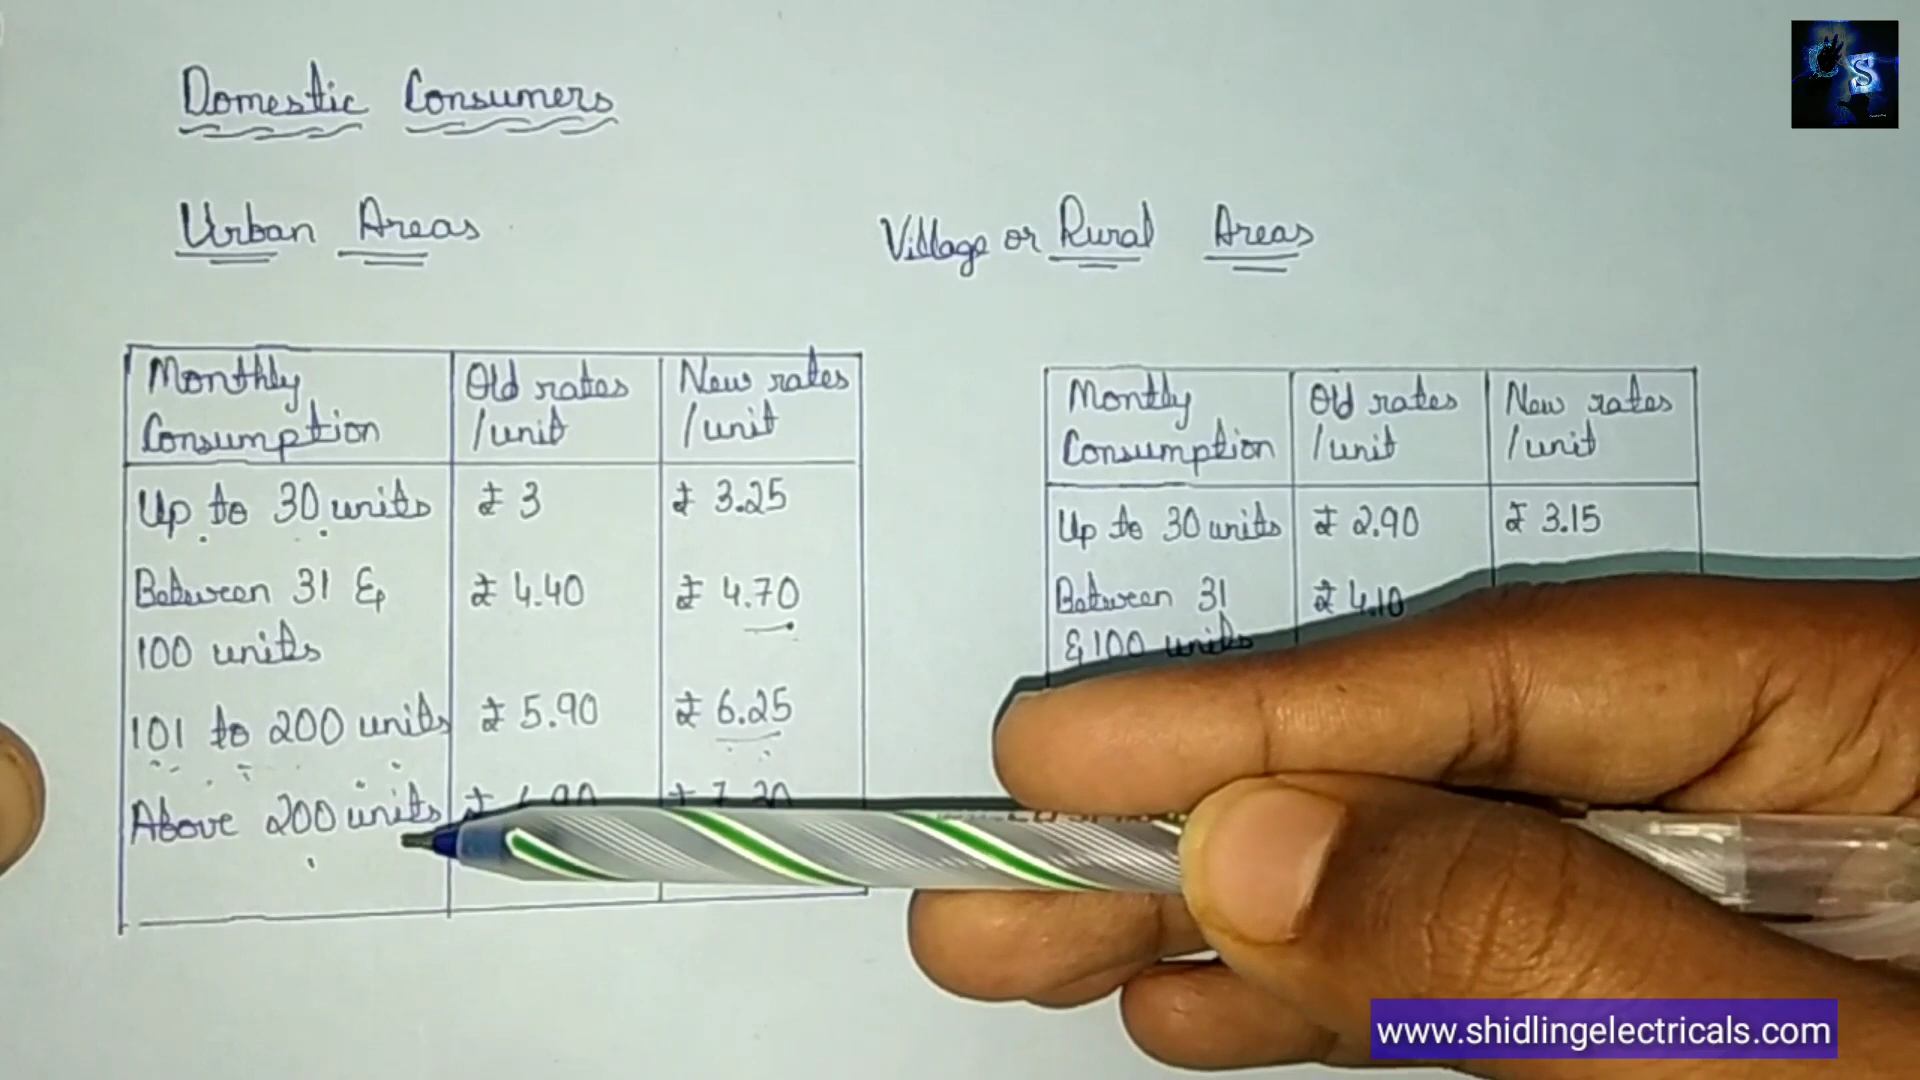 Domestic Consumers
Urban Areas
Village or Rural Areas
Monthly Consumption
Old rates /unit
New rates /unit
Up to 30 units ₹ 3 ₹ 3.25
Between 31 & 100 units ₹ 4.40 ₹ 4.70
101 to 200 units ₹ 5.90 ₹ 6.25
Above 200 units
Montly Consumption
Old rates /unit
New rates /unit
Up to 30 units ₹ 2.90 ₹ 3.15
Between 31 & 100 units ₹ 4.10
S
www.shidlingelectricals.com